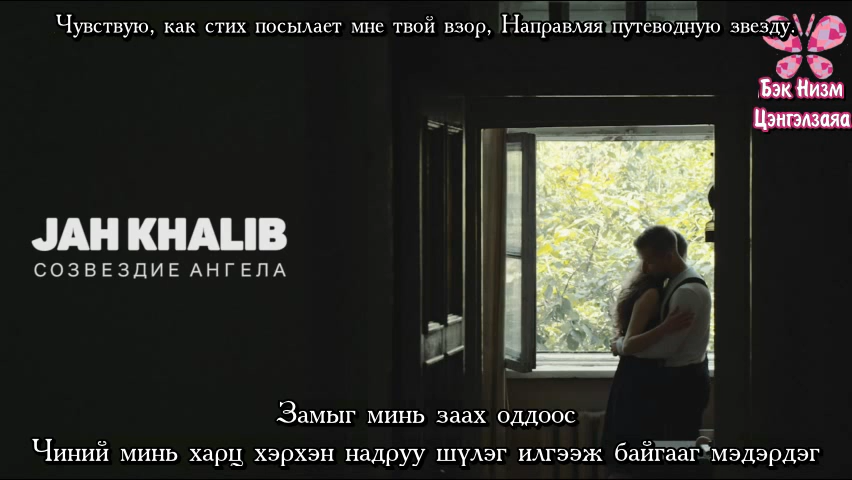 Чувствую, как стих посылает мне твой взор, Направляя путеводную звезду.
Бэк Низм
Цэнгэлзаяа
JAH KHALIB
СОЗВЕЗДИЕ АНГЕЛА
Замыг минь заах оддоос
Чиний минь харц хэрхэн надруу шүлэг илгээж байгааг мэдэрдэг